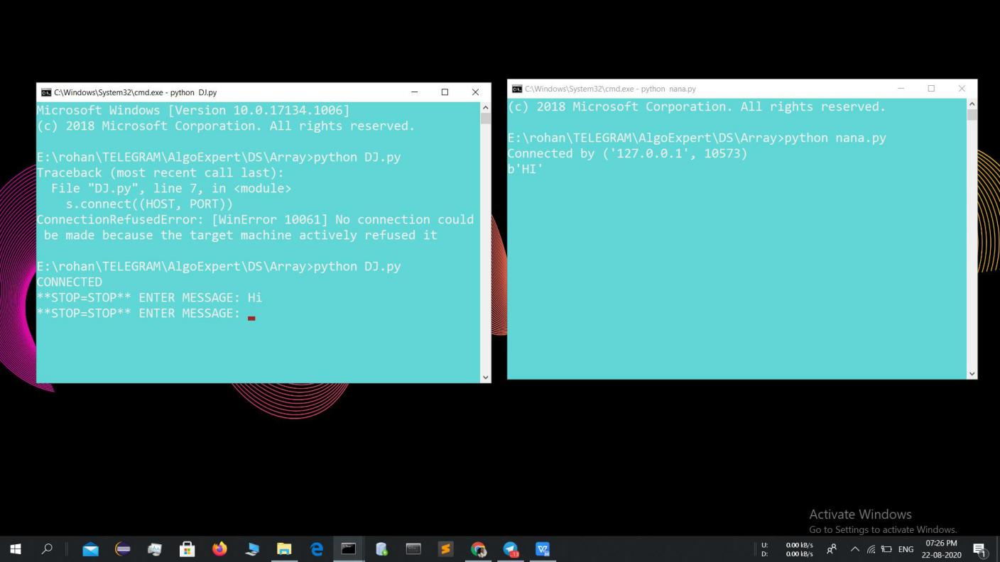 C:\Windows\System32\cmd.exe - python  DJ.py
Microsoft Windows [Version 10.0.17134.1006]
(c) 2018 Microsoft Corporation. All rights reserved.
E:\rohan\TELEGRAM\AlgoExpert\DS\Array>python DJ.py
Traceback (most recent call last):
  File "DJ.py", line 7, in <module>
    s.connect((HOST, PORT))
ConnectionRefusedError: [WinError 10061] No connection could
 be made because the target machine actively refused it
E:\rohan\TELEGRAM\AlgoExpert\DS\Array>python DJ.py
CONNECTED
**STOP=STOP** ENTER MESSAGE: Hi
**STOP=STOP** ENTER MESSAGE:
C:\Windows\System32\cmd.exe - python  nana.py
(c) 2018 Microsoft Corporation. All rights reserved.
E:\rohan\TELEGRAM\AlgoExpert\DS\Array>python nana.py
Connected by ('127.0.0.1', 10573)
b'HI'
Activate Windows
Go to Settings to activate Windows.
U: 0.00 kB/s
D: 0.00 kB/s
ENG
07:26 PM
22-08-2020
1